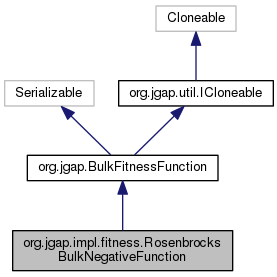 Cloneable
Serializable
org.jgap.util.ICloneable
org.jgap.BulkFitnessFunction
org.jgap.impl.fitness.Rosenbrocks
BulkNegativeFunction